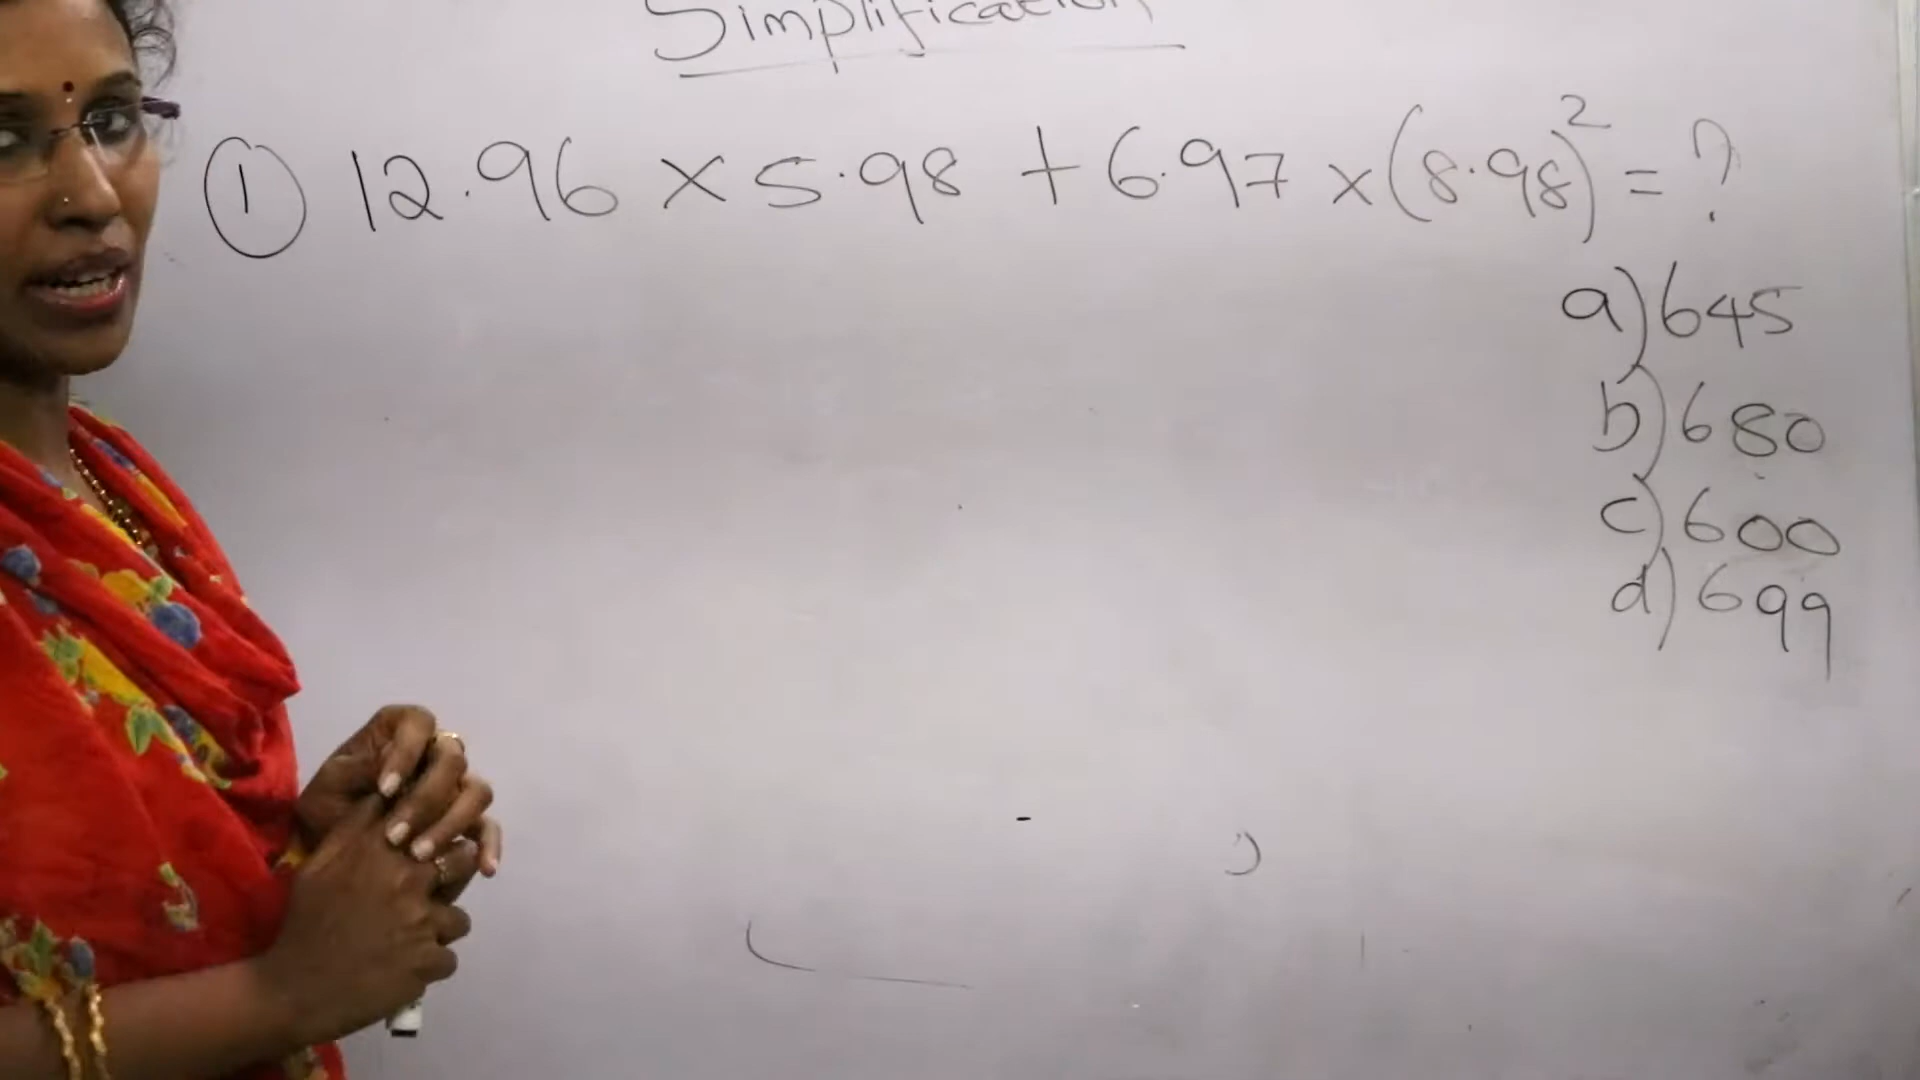 Simplification
① 12.96 × 5.98 + 6.97 × (8.98)² = ?
a) 645
b) 680
c) 600
d) 699